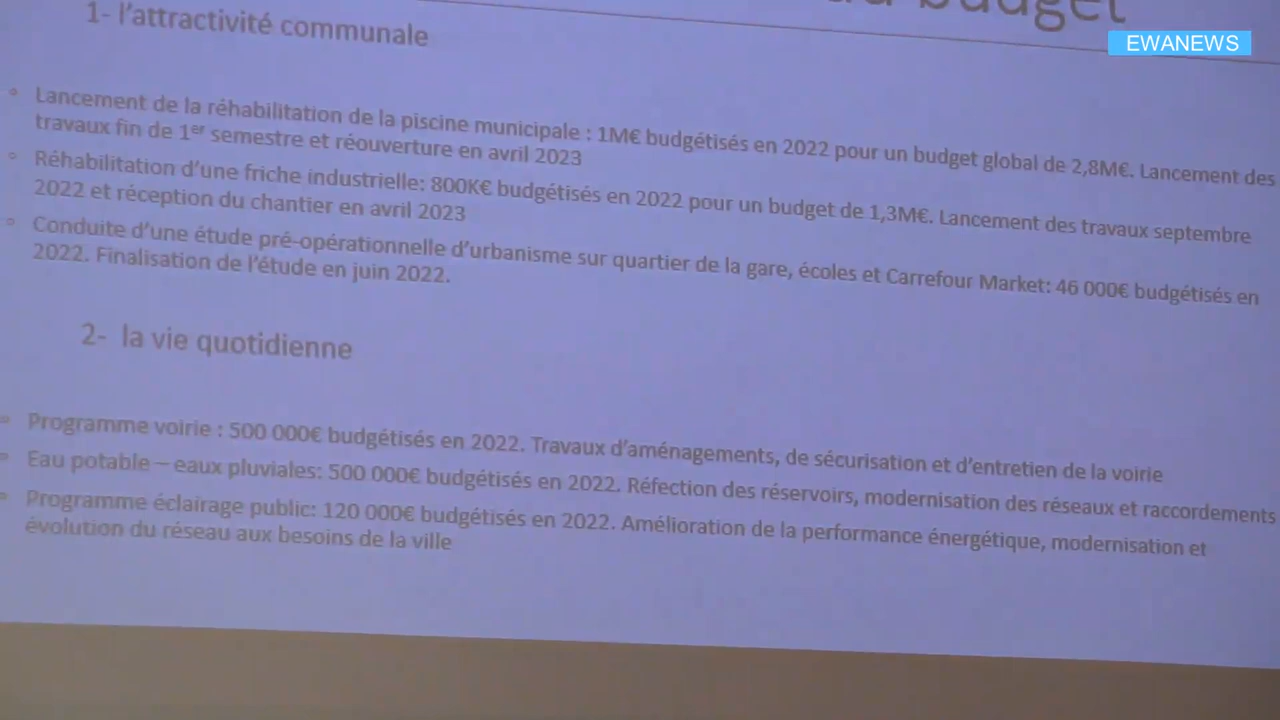 budget
EWANEWS
1- l'attractivité communale
◦ Lancement de la réhabilitation de la piscine municipale : 1M€ budgétisés en 2022 pour un budget global de 2,8M€. Lancement des
travaux fin de 1er semestre et réouverture en avril 2023
◦ Réhabilitation d'une friche industrielle: 800K€ budgétisés en 2022 pour un budget de 1,3M€. Lancement des travaux septembre
2022 et réception du chantier en avril 2023
◦ Conduite d'une étude pré-opérationnelle d'urbanisme sur quartier de la gare, écoles et Carrefour Market: 46 000€ budgétisés en
2022. Finalisation de l'étude en juin 2022.
2- la vie quotidienne
◦ Programme voirie : 500 000€ budgétisés en 2022. Travaux d'aménagements, de sécurisation et d'entretien de la voirie
◦ Eau potable – eaux pluviales: 500 000€ budgétisés en 2022. Réfection des réservoirs, modernisation des réseaux et raccordements
◦ Programme éclairage public: 120 000€ budgétisés en 2022. Amélioration de la performance énergétique, modernisation et
évolution du réseau aux besoins de la ville